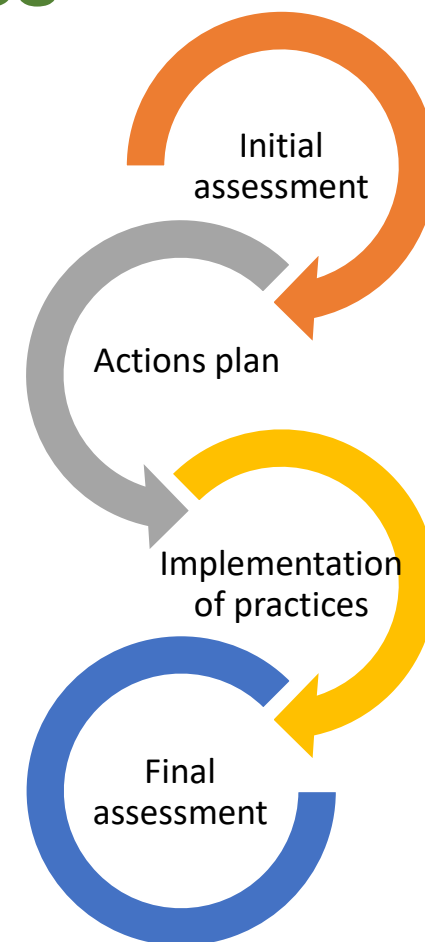 Initial
assessment
Actions plan
Implementation
of practices
Final
assessment